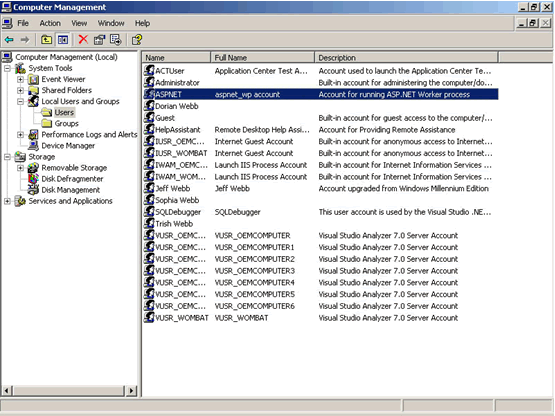 Computer Management
File Action View Window Help
Computer Management (Local)
System Tools
Event Viewer
Shared Folders
Local Users and Groups
Users
Groups
Performance Logs and Alerts
Device Manager
Storage
Removable Storage
Disk Defragmenter
Disk Management
Services and Applications
Name Full Name Description
ACTUser Application Center Test A... Account used to launch the Application Center Te...
Administrator Built-in account for administering the computer/do...
ASPNET aspnet_wp account Account for running ASP.NET Worker process
Dorian Webb
Guest Built-in account for guest access to the computer/...
HelpAssistant Remote Desktop Help Assi... Account for Providing Remote Assistance
IUSR_OEMC... Internet Guest Account Built-in account for anonymous access to Internet...
IUSR_WOMBAT Internet Guest Account Built-in account for anonymous access to Internet...
IWAM_OEM... Launch IIS Process Account Built-in account for Internet Information Services ...
IWAM_WOM... Launch IIS Process Account Built-in account for Internet Information Services ...
Jeff Webb Jeff Webb Account upgraded from Windows Millennium Edition
Sophia Webb
SQLDebugger SQLDebugger This user account is used by the Visual Studio .NE...
Trish Webb
VUSR_OEMC... VUSR_OEMCOMPUTER Visual Studio Analyzer 7.0 Server Account
VUSR_OEMC... VUSR_OEMCOMPUTER1 Visual Studio Analyzer 7.0 Server Account
VUSR_OEMC... VUSR_OEMCOMPUTER2 Visual Studio Analyzer 7.0 Server Account
VUSR_OEMC... VUSR_OEMCOMPUTER3 Visual Studio Analyzer 7.0 Server Account
VUSR_OEMC... VUSR_OEMCOMPUTER4 Visual Studio Analyzer 7.0 Server Account
VUSR_OEMC... VUSR_OEMCOMPUTER5 Visual Studio Analyzer 7.0 Server Account
VUSR_OEMC... VUSR_OEMCOMPUTER6 Visual Studio Analyzer 7.0 Server Account
VUSR_WOMBAT VUSR_WOMBAT Visual Studio Analyzer 7.0 Server Account